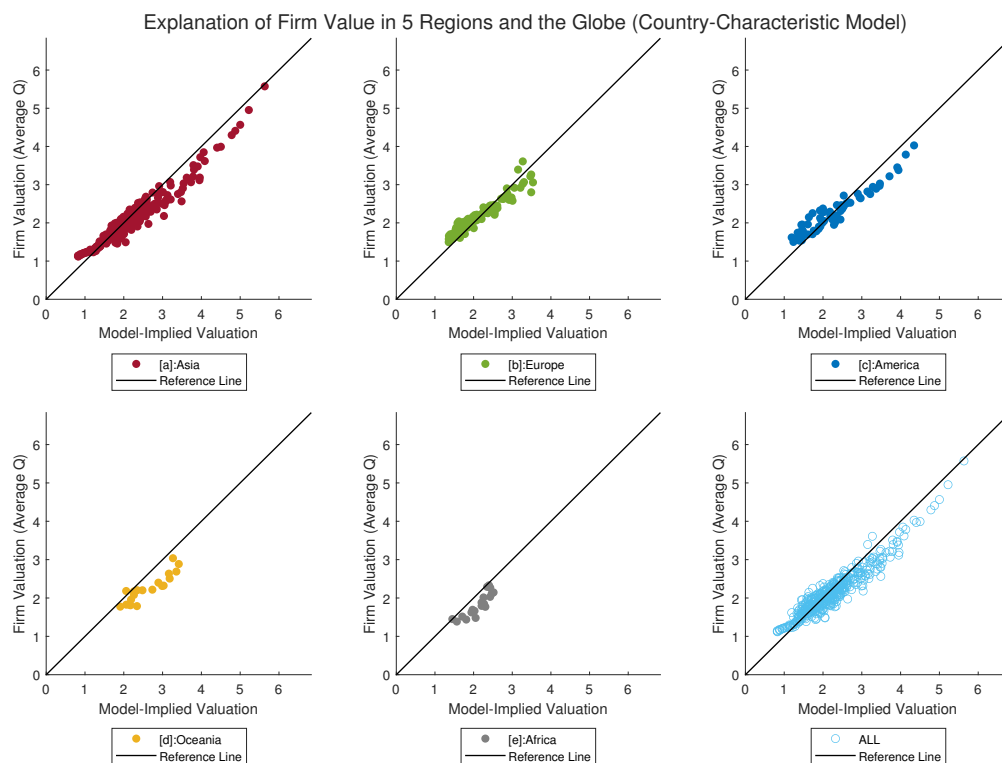 Explanation of Firm Value in 5 Regions and the Globe (Country-Characteristic Model)
Firm Valuation (Average Q)
6
5
4
3
2
1
0
0 1 2 3 4 5 6
Model-Implied Valuation
[a]:Asia
Reference Line
Firm Valuation (Average Q)
6
5
4
3
2
1
0
0 1 2 3 4 5 6
Model-Implied Valuation
[b]:Europe
Reference Line
Firm Valuation (Average Q)
6
5
4
3
2
1
0
0 1 2 3 4 5 6
Model-Implied Valuation
[c]:America
Reference Line
Firm Valuation (Average Q)
6
5
4
3
2
1
0
0 1 2 3 4 5 6
Model-Implied Valuation
[d]:Oceania
Reference Line
Firm Valuation (Average Q)
6
5
4
3
2
1
0
0 1 2 3 4 5 6
Model-Implied Valuation
[e]:Africa
Reference Line
Firm Valuation (Average Q)
6
5
4
3
2
1
0
0 1 2 3 4 5 6
Model-Implied Valuation
ALL
Reference Line